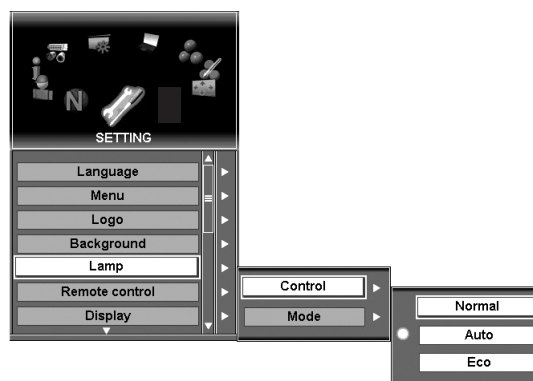 N
SETTING
Language
Menu
Logo
Background
Lamp
Remote control
Display
Control
Mode
Normal
Auto
Eco